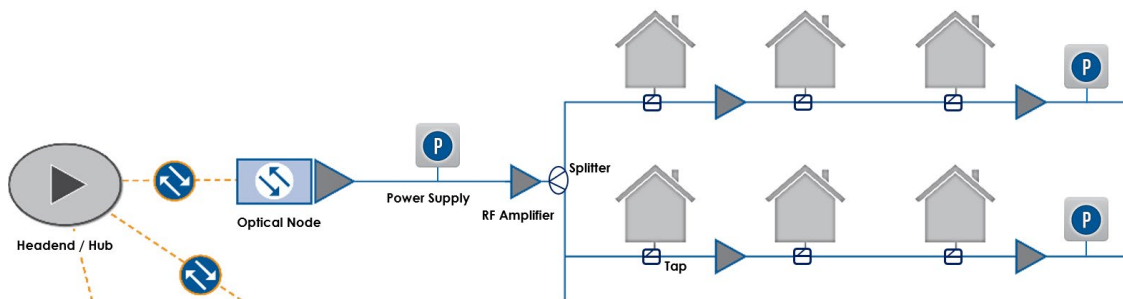 P
P
Splitter
P
Power Supply
RF Amplifier
Optical Node
Headend / Hub
Tap